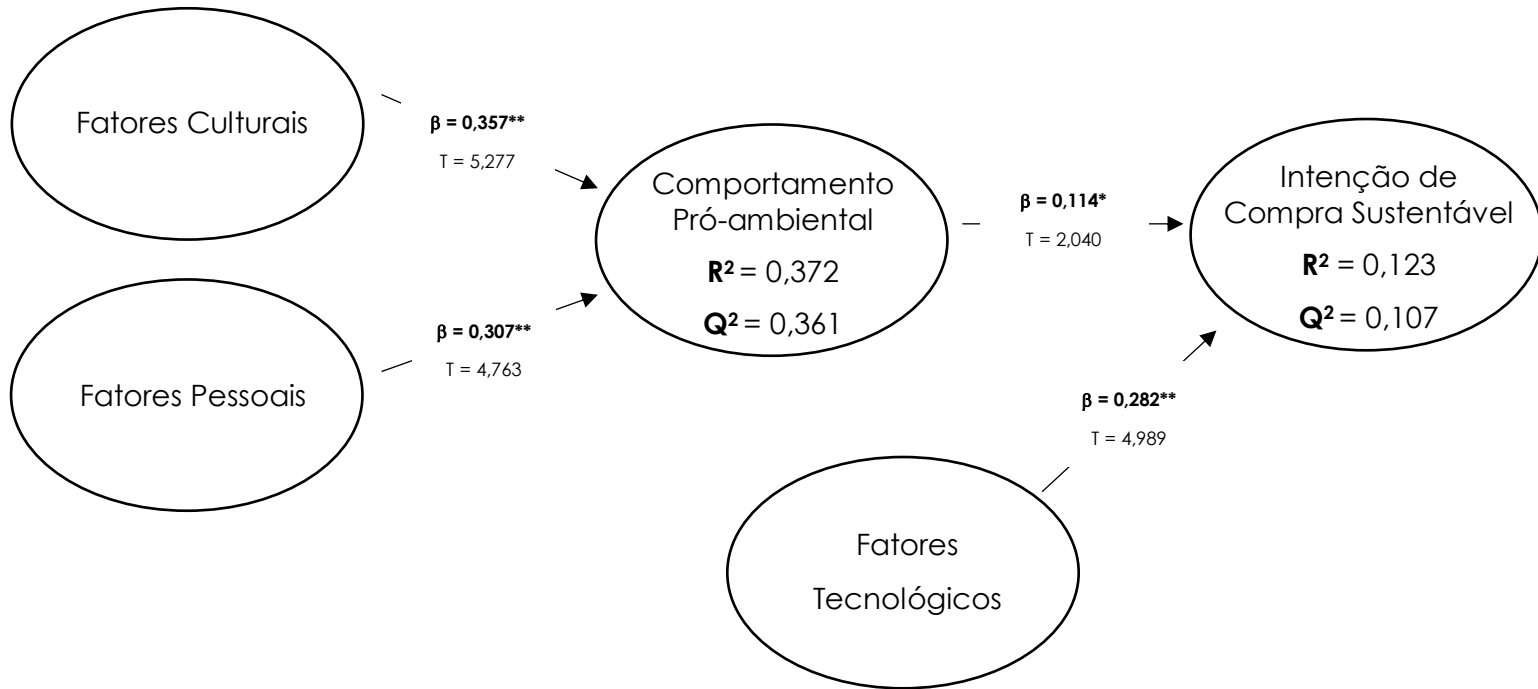 Fatores Culturais
β = 0,357**
T = 5,277
Fatores Pessoais
β = 0,307**
T = 4,763
Comportamento
Pró-ambiental
R² = 0,372
Q² = 0,361
β = 0,114*
T = 2,040
Intenção de
Compra Sustentável
R² = 0,123
Q² = 0,107
β = 0,282**
T = 4,989
Fatores
Tecnológicos